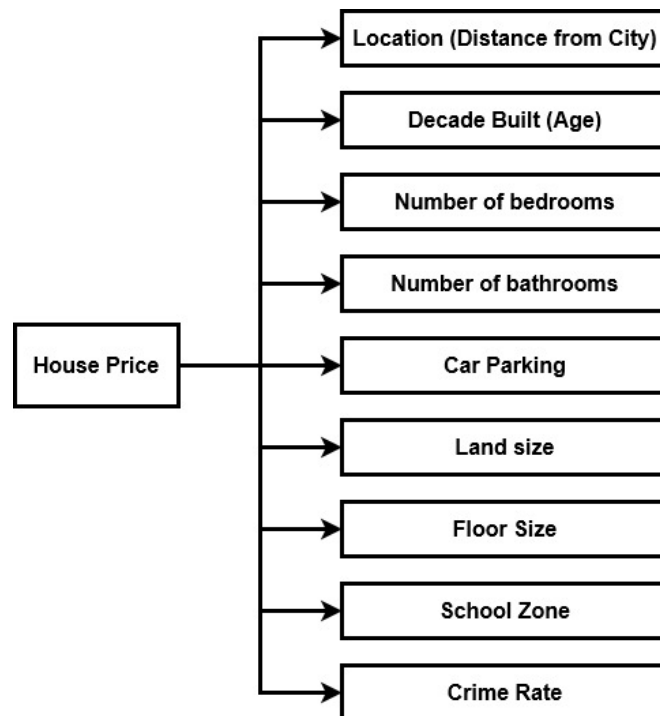 Location (Distance from City)
Decade Built (Age)
Number of bedrooms
Number of bathrooms
House Price
Car Parking
Land size
Floor Size
School Zone
Crime Rate